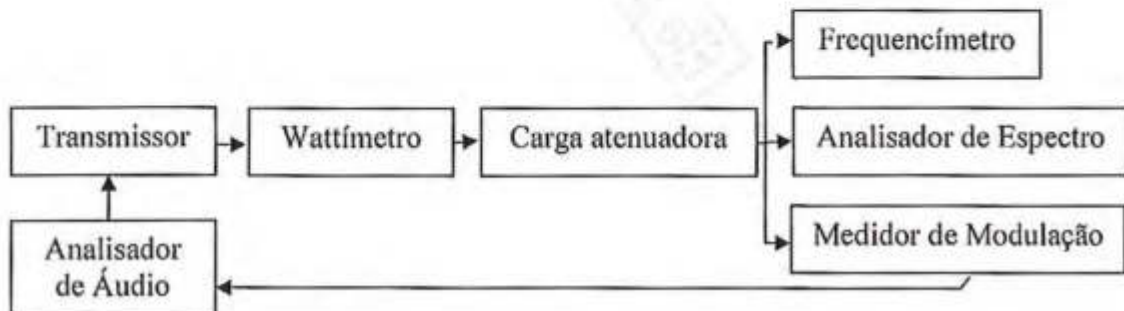 Frequencímetro
Transmissor
Wattímetro
Carga atenuadora
Analisador de Espectro
Analisador
de Áudio
Medidor de Modulação